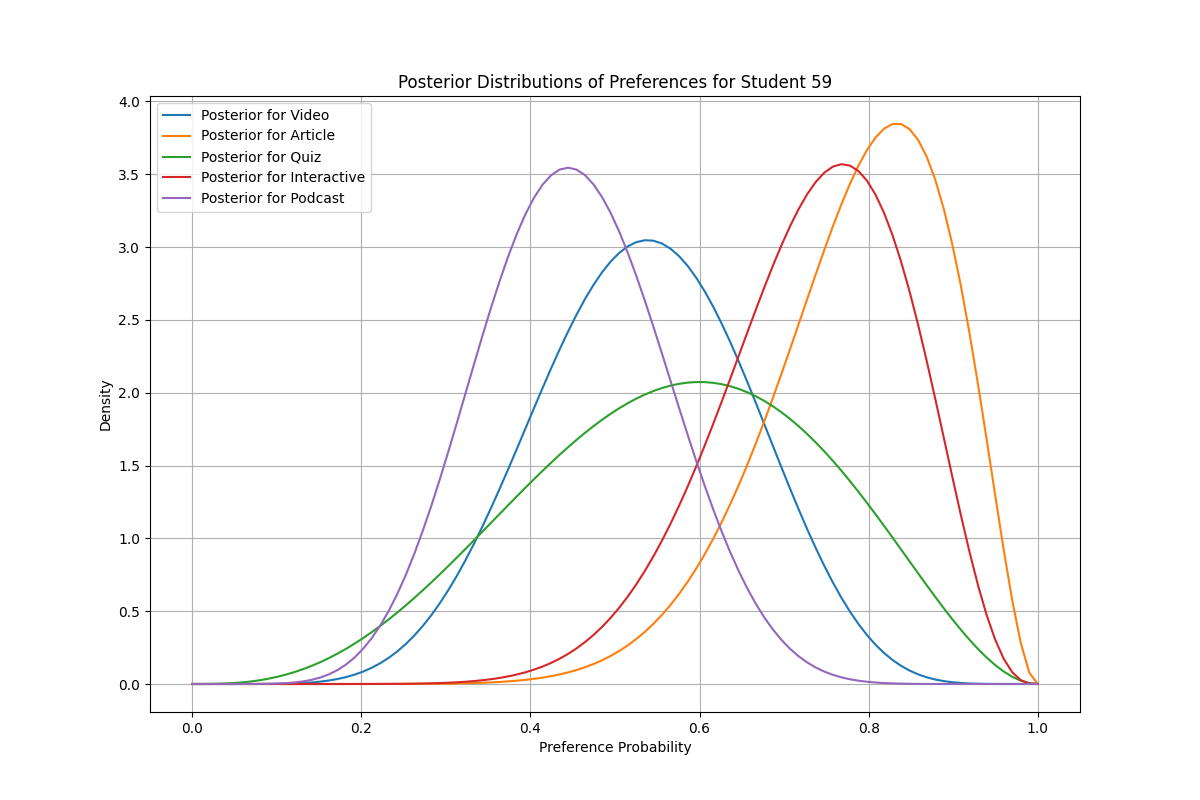 Posterior Distributions of Preferences for Student 59
Posterior for Video
Posterior for Article
Posterior for Quiz
Posterior for Interactive
Posterior for Podcast
Density
4.0
3.5
3.0
2.5
2.0
1.5
1.0
0.5
0.0
0.0 0.2 0.4 0.6 0.8 1.0
Preference Probability